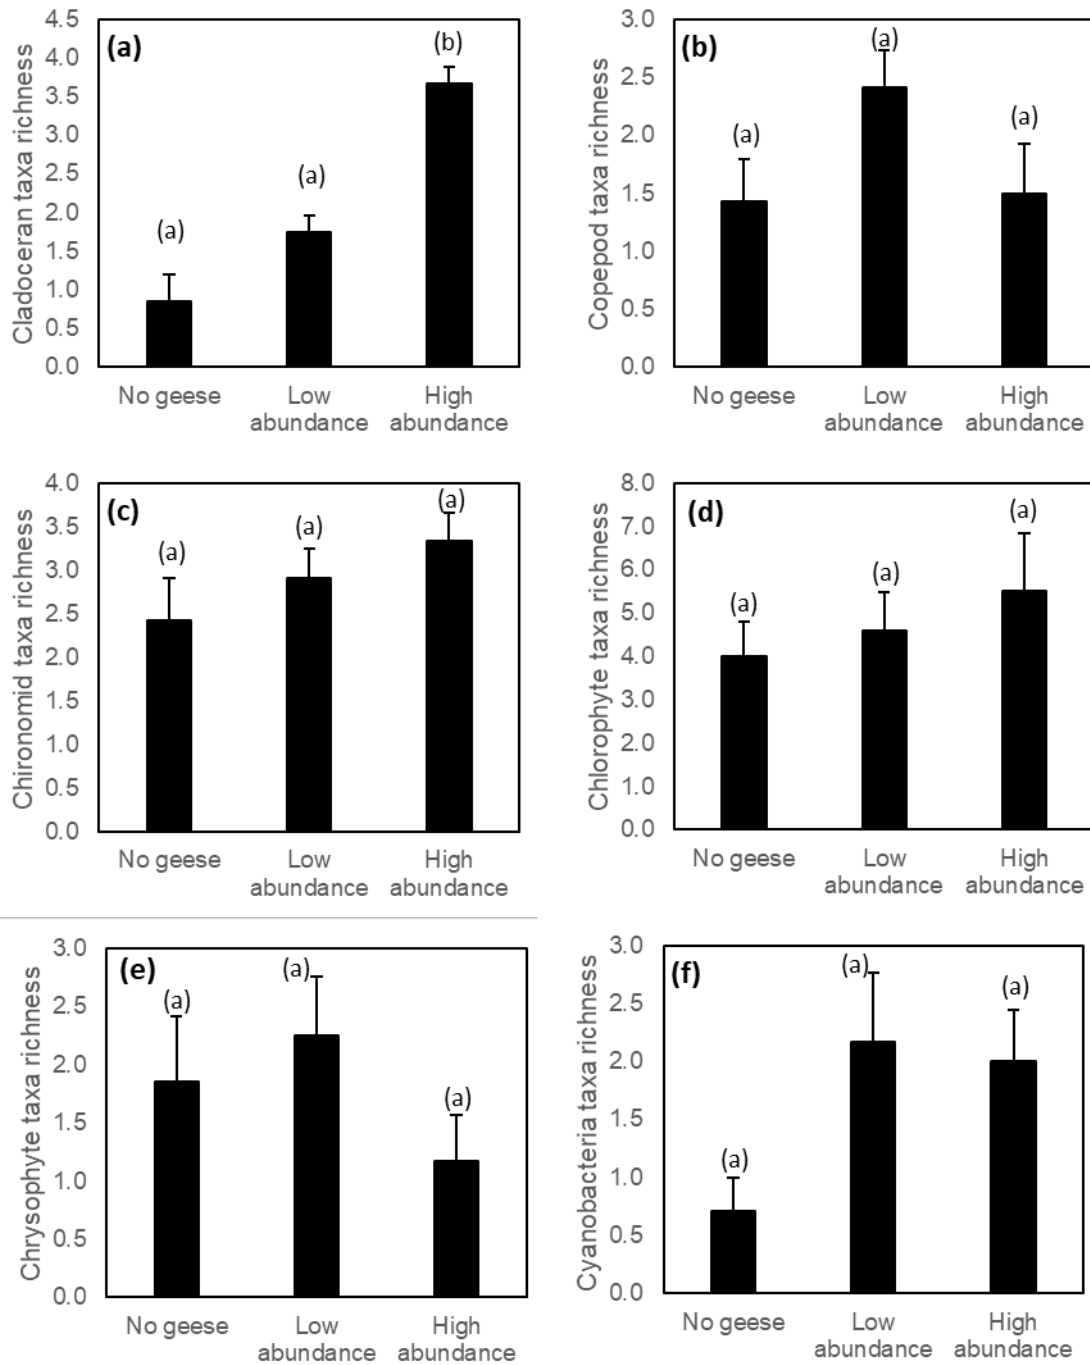 Cladoceran taxa richness
4.5
4.0
3.5
3.0
2.5
2.0
1.5
1.0
0.5
0.0
(a)
(a)
(a)
(b)
No geese
Low
abundance
High
abundance
Copepod taxa richness
3.0
2.5
2.0
1.5
1.0
0.5
0.0
(b)
(a)
(a)
(a)
No geese
Low
abundance
High
abundance
Chironomid taxa richness
4.0
3.5
3.0
2.5
2.0
1.5
1.0
0.5
0.0
(c)
(a)
(a)
(a)
No geese
Low
abundance
High
abundance
Chlorophyte taxa richness
8.0
7.0
6.0
5.0
4.0
3.0
2.0
1.0
0.0
(d)
(a)
(a)
(a)
No geese
Low
abundance
High
abundance
Chrysophyte taxa richness
3.0
2.5
2.0
1.5
1.0
0.5
0.0
(e)
(a)
(a)
(a)
No geese
Low
abundance
High
abundance
Cyanobacteria taxa richness
3.0
2.5
2.0
1.5
1.0
0.5
0.0
(f)
(a)
(a)
(a)
No geese
Low
abundance
High
abundance